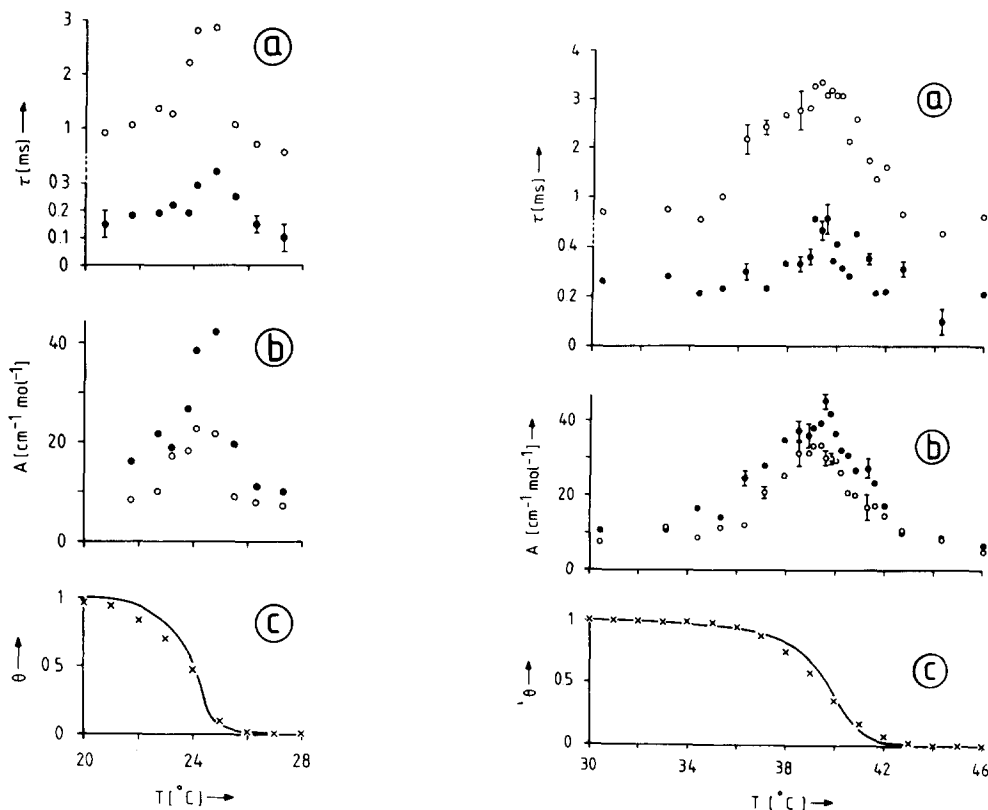 3
2
1
0.3
0.2
0.1
0
τ (ms) →
a
40
20
0
A [cm⁻¹ mol⁻¹]
b
1
0 5
0
θ →
c
20 24 28
T [°C] →
4
3
2
1
0 4
0 2
0
τ (ms) →
a
40
20
0
A [cm⁻¹ mol⁻¹] →
b
1
0 5
0
θ →
c
30 34 38 42 46
T [°C] →